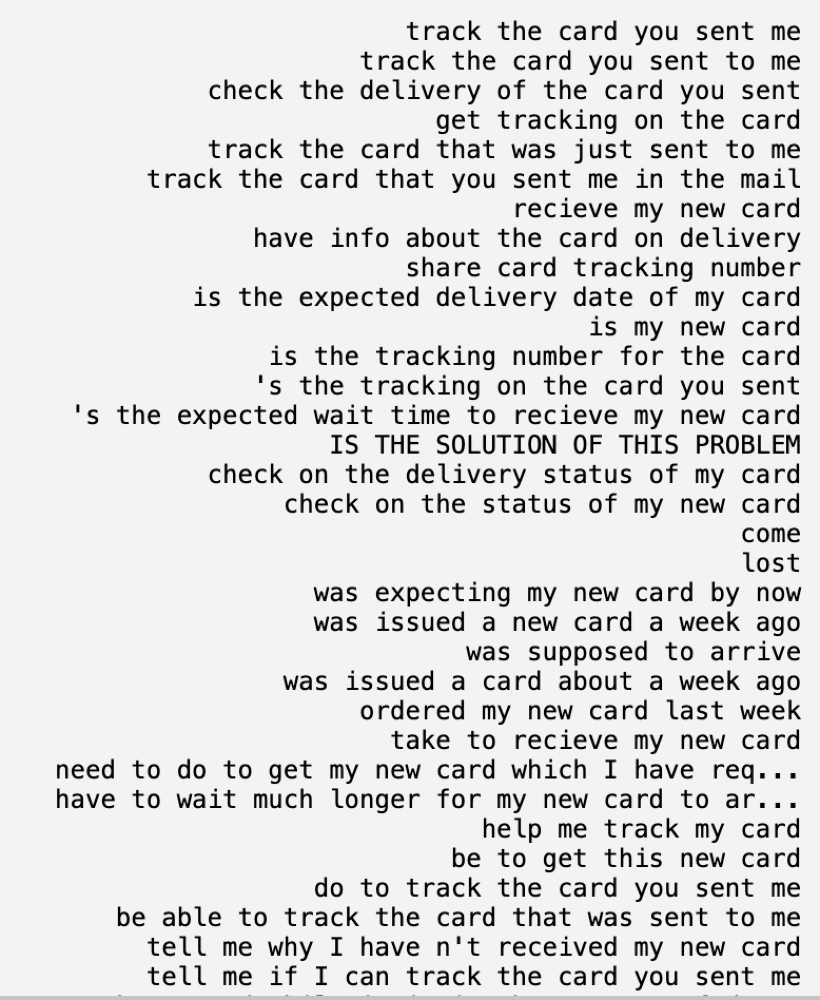 track the card you sent me
track the card you sent to me
check the delivery of the card you sent
get tracking on the card
track the card that was just sent to me
track the card that you sent me in the mail
recieve my new card
have info about the card on delivery
share card tracking number
is the expected delivery date of my card
is my new card
is the tracking number for the card
's the tracking on the card you sent
's the expected wait time to recieve my new card
IS THE SOLUTION OF THIS PROBLEM
check on the delivery status of my card
check on the status of my new card
come
lost
was expecting my new card by now
was issued a new card a week ago
was supposed to arrive
was issued a card about a week ago
ordered my new card last week
take to recieve my new card
need to do to get my new card which I have req...
have to wait much longer for my new card to ar...
help me track my card
be to get this new card
do to track the card you sent me
be able to track the card that was sent to me
tell me why I have n't received my new card
tell me if I can track the card you sent me